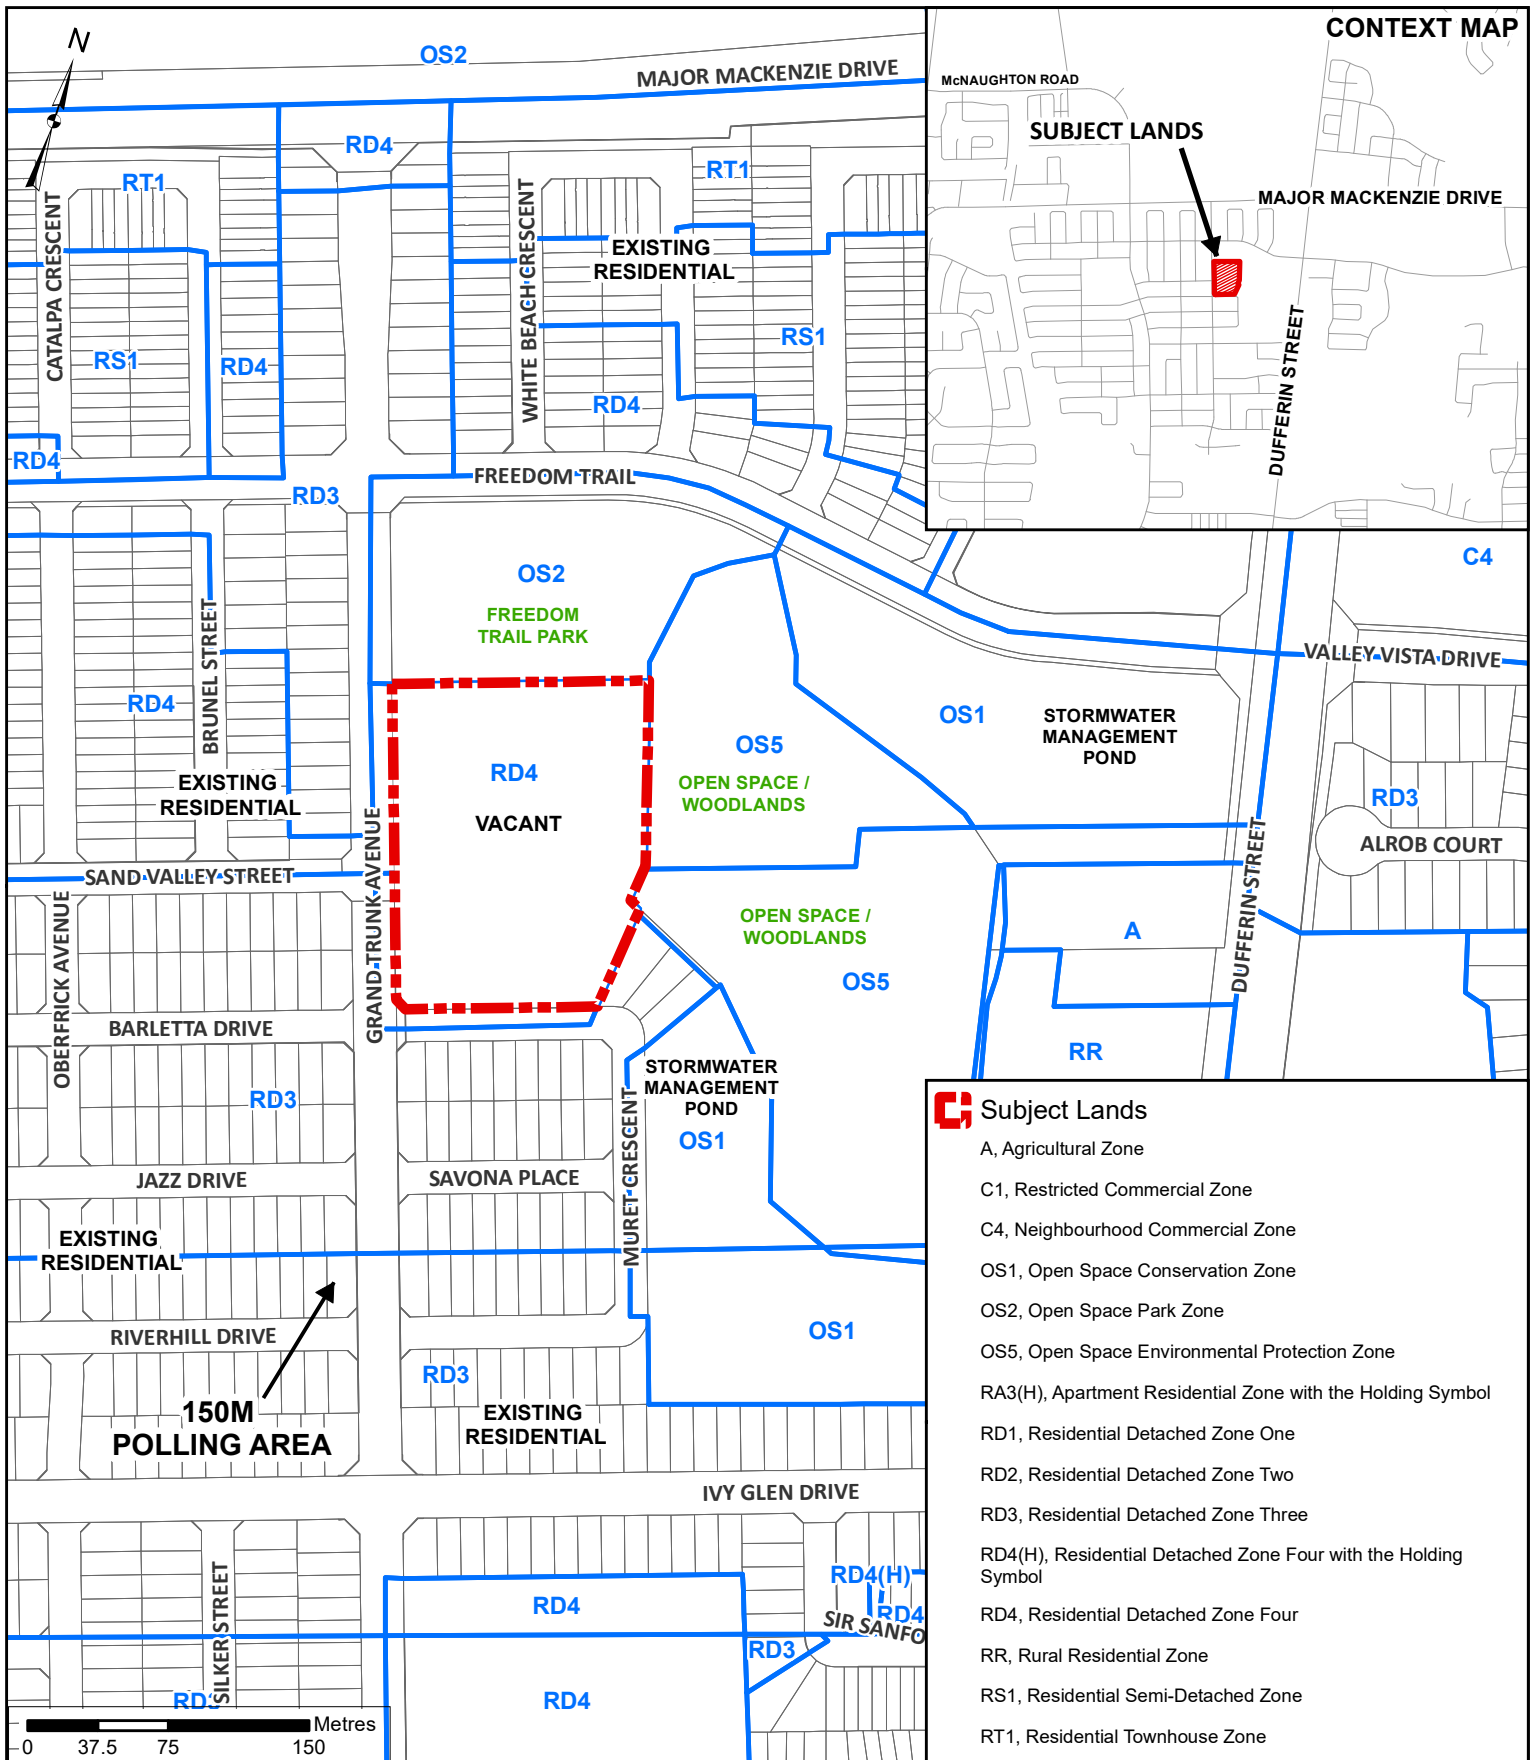 N
OS2
MAJOR MACKENZIE DRIVE
RD4
RT1
RT1
CATALPA CRESCENT
WHITE BEACH CRESCENT
EXISTING
RESIDENTIAL
RS1
RD4
RS1
RD4
RD4
FREEDOM TRAIL
RD3
OS2
FREEDOM
TRAIL PARK
BRUNEL STREET
RD4
EXISTING
RESIDENTIAL
RD4
VACANT
OS5
OPEN SPACE /
WOODLANDS
OS1
STORMWATER
MANAGEMENT
POND
C4
VALLEY VISTA DRIVE
RD3
ALROB COURT
DUFFERIN STREET
SAND VALLEY STREET
GRAND TRUNK AVENUE
OBERFRICK AVENUE
OPEN SPACE /
WOODLANDS
OS5
A
RR
BARLETTA DRIVE
RD3
STORMWATER
MANAGEMENT
POND
OS1
MURET CRESCENT
JAZZ DRIVE
SAVONA PLACE
EXISTING
RESIDENTIAL
RIVERHILL DRIVE
OS1
RD3
150M
POLLING AREA
EXISTING
RESIDENTIAL
IVY GLEN DRIVE
SILKER STREET
RD4
RD4(H)
RD4
SIR SANFO
RD3
RD4
Metres
0 37.5 75 150
CONTEXT MAP
McNAUGHTON ROAD
SUBJECT LANDS
MAJOR MACKENZIE DRIVE
DUFFERIN STREET
Subject Lands
A, Agricultural Zone
C1, Restricted Commercial Zone
C4, Neighbourhood Commercial Zone
OS1, Open Space Conservation Zone
OS2, Open Space Park Zone
OS5, Open Space Environmental Protection Zone
RA3(H), Apartment Residential Zone with the Holding Symbol
RD1, Residential Detached Zone One
RD2, Residential Detached Zone Two
RD3, Residential Detached Zone Three
RD4(H), Residential Detached Zone Four with the Holding
Symbol
RD4, Residential Detached Zone Four
RR, Rural Residential Zone
RS1, Residential Semi-Detached Zone
RT1, Residential Townhouse Zone